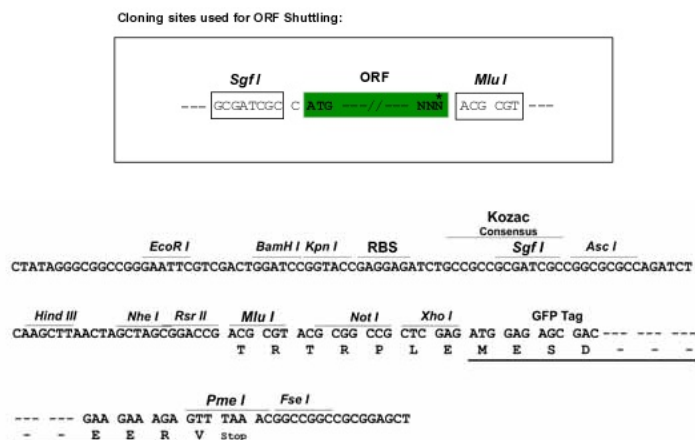 Cloning sites used for ORF Shuttling:
Sgf I ORF Mlu I
--- GCGATCGC C ATG ---//--- NNN* ACG CGT ---
Kozac
Consensus
EcoR I BamH I Kpn I RBS Sgf I Asc I
CTATAGGGCGGCCGGGAATTCGTCGACTGGATCCGGTACCGAGGAGATCTGCCGCCGCGATCGCCGGCGCGCCAGATCT
Hind III Nhe I Rsr II Mlu I Not I Xho I GFP Tag
CAAGCTTAACTAGCTAGCGGACCG ACG CGT ACG CGG CCG CTC GAG ATG GAG AGC GAC --- --- ---
T R T R P L E M E S D - - -
Pme I Fse I
--- --- GAA GAA AGA GTT TAA ACGGCCGGCCGCGGAGCT
- - E E R V Stop